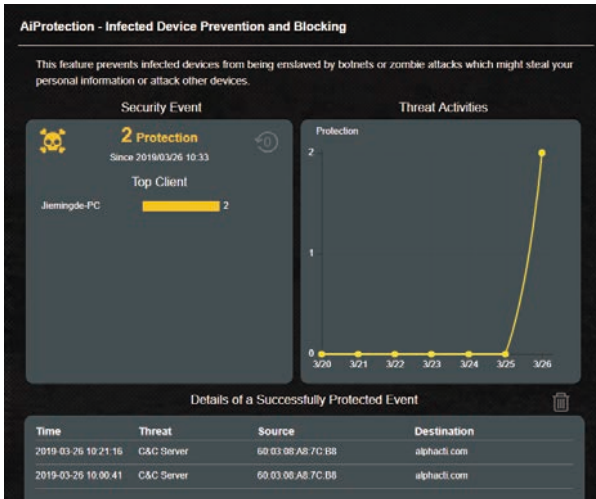 AiProtection - Infected Device Prevention and Blocking
This feature prevents infected devices from being enslaved by botnets or zombie attacks which might steal your
personal information or attack other devices.
Security Event
2 Protection
Since 2019/03/26 10:33
0
Top Client
Jiemingde-PC 2
Threat Activities
Protection
2
1
0
3/20 3/21 3/22 3/23 3/24 3/25 3/26
Details of a Successfully Protected Event
Time Threat Source Destination
2019-03-26 10:21:16 C&C Server 60:03:08:A8:7C:B8 alphacti.com
2019-03-26 10:00:41 C&C Server 60:03:08:A8:7C:B8 alphacti.com